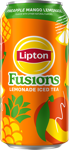 PINEAPPLE MANGO LEMONADE
Lipton
Fusions
LEMONADE ICED TEA